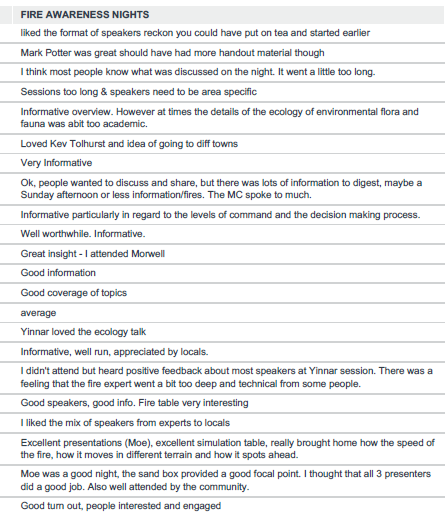 FIRE AWARENESS NIGHTS
liked the format of speakers reckon you could have put on tea and started earlier
Mark Potter was great should have had more handout material though
I think most people know what was discussed on the night. It went a little too long.
Sessions too long & speakers need to be area specific
Informative overview. However at times the details of the ecology of environmental flora and
fauna was abit too academic.
Loved Kev Tolhurst and idea of going to diff towns
Very Informative
Ok, people wanted to discuss and share, but there was lots of information to digest, maybe a
Sunday afternoon or less information/fires. The MC spoke to much.
Informative particularly in regard to the levels of command and the decision making process.
Well worthwhile. Informative.
Great insight - I attended Morwell
Good information
Good coverage of topics
average
Yinnar loved the ecology talk
Informative, well run, appreciated by locals.
I didn't attend but heard positive feedback about most speakers at Yinnar session. There was a
feeling that the fire expert went a bit too deep and technical from some people.
Good speakers, good info. Fire table very interesting
I liked the mix of speakers from experts to locals
Excellent presentations (Moe), excellent simulation table, really brought home how the speed of
the fire, how it moves in different terrain and how it spots ahead.
Moe was a good night, the sand box provided a good focal point. I thought that all 3 presenters
did a good job. Also well attended by the community.
Good turn out, people interested and engaged